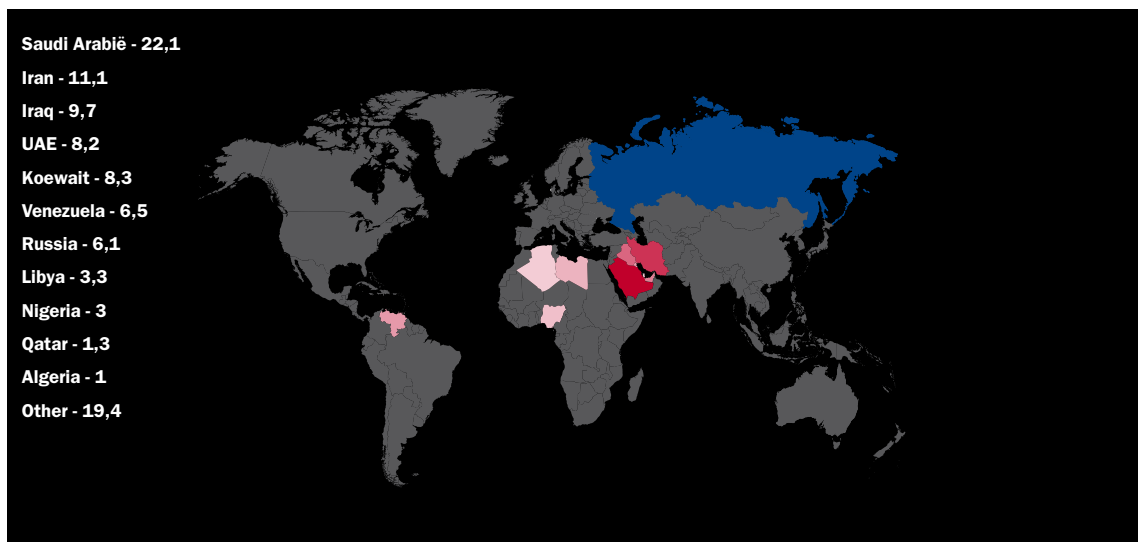 Saudi Arabië - 22,1
Iran - 11,1
Iraq - 9,7
UAE - 8,2
Koewait - 8,3
Venezuela - 6,5
Russia - 6,1
Libya - 3,3
Nigeria - 3
Qatar - 1,3
Algeria - 1
Other - 19,4